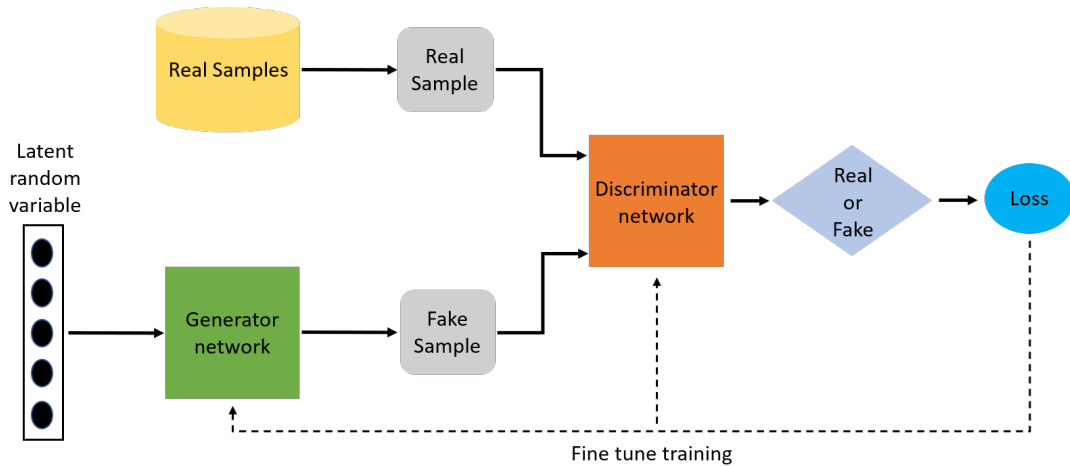 Real Samples
Real
Sample
Latent
random
variable
Discriminator
network
Real
or
Fake
Loss
Generator
network
Fake
Sample
Fine tune training